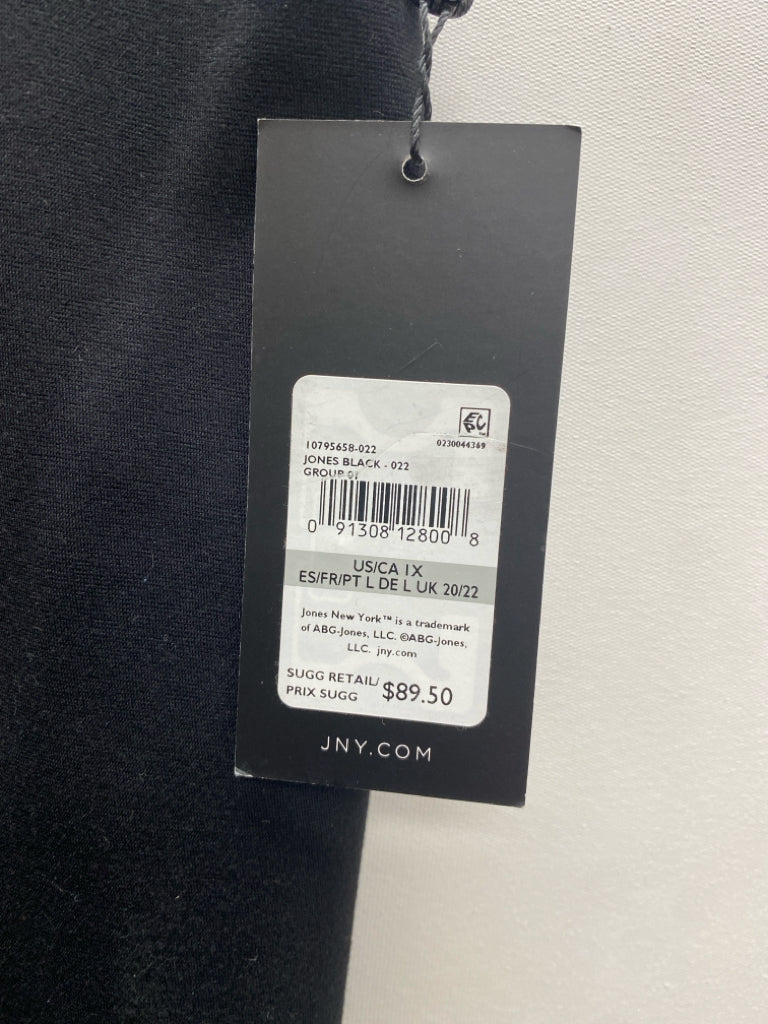 10795658-022
0230044369
JONES BLACK - 022
GROUP 01
0 91308 12800 8
US/CA 1X
ES/FR/PT L DE L UK 20/22
Jones New York™ is a trademark
of ABG-Jones, LLC. ©ABG-Jones,
LLC. jny.com
SUGG RETAIL/
PRIX SUGG $89.50
JNY.COM